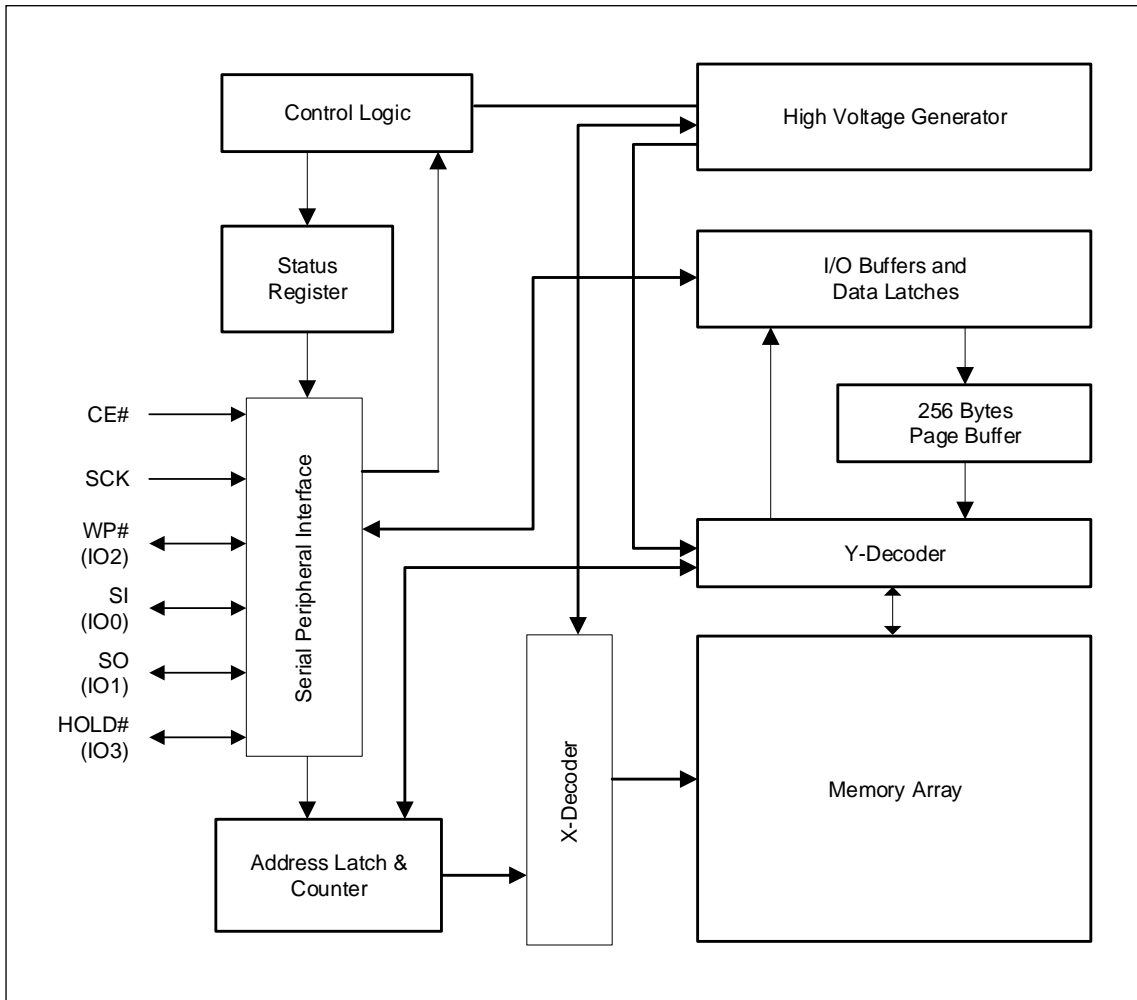 Control Logic
High Voltage Generator
Status
Register
I/O Buffers and
Data Latches
256 Bytes
Page Buffer
CE#
SCK
WP#
(IO2)
SI
(IO0)
SO
(IO1)
HOLD#
(IO3)
Serial Peripheral Interface
Y-Decoder
X-Decoder
Memory Array
Address Latch &
Counter